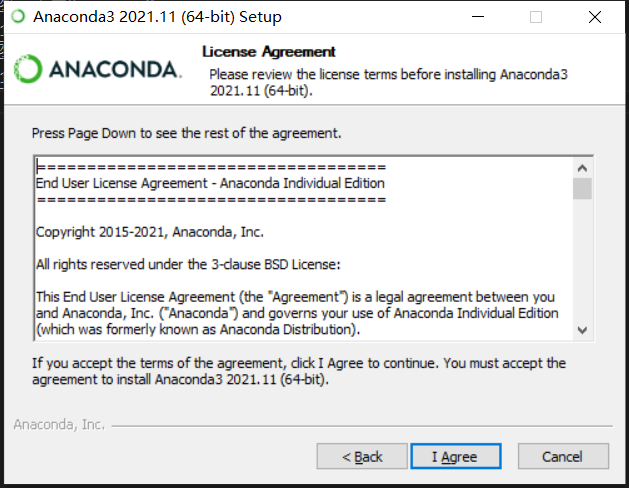 Anaconda3 2021.11 (64-bit) Setup
ANACONDA.
License Agreement
Please review the license terms before installing Anaconda3
2021.11 (64-bit).
Press Page Down to see the rest of the agreement.
===================================
End User License Agreement - Anaconda Individual Edition
===================================
Copyright 2015-2021, Anaconda, Inc.
All rights reserved under the 3-clause BSD License:
This End User License Agreement (the "Agreement") is a legal agreement between you
and Anaconda, Inc. ("Anaconda") and governs your use of Anaconda Individual Edition
(which was formerly known as Anaconda Distribution).
If you accept the terms of the agreement, click I Agree to continue. You must accept the
agreement to install Anaconda3 2021.11 (64-bit).
Anaconda, Inc.
< Back
I Agree
Cancel